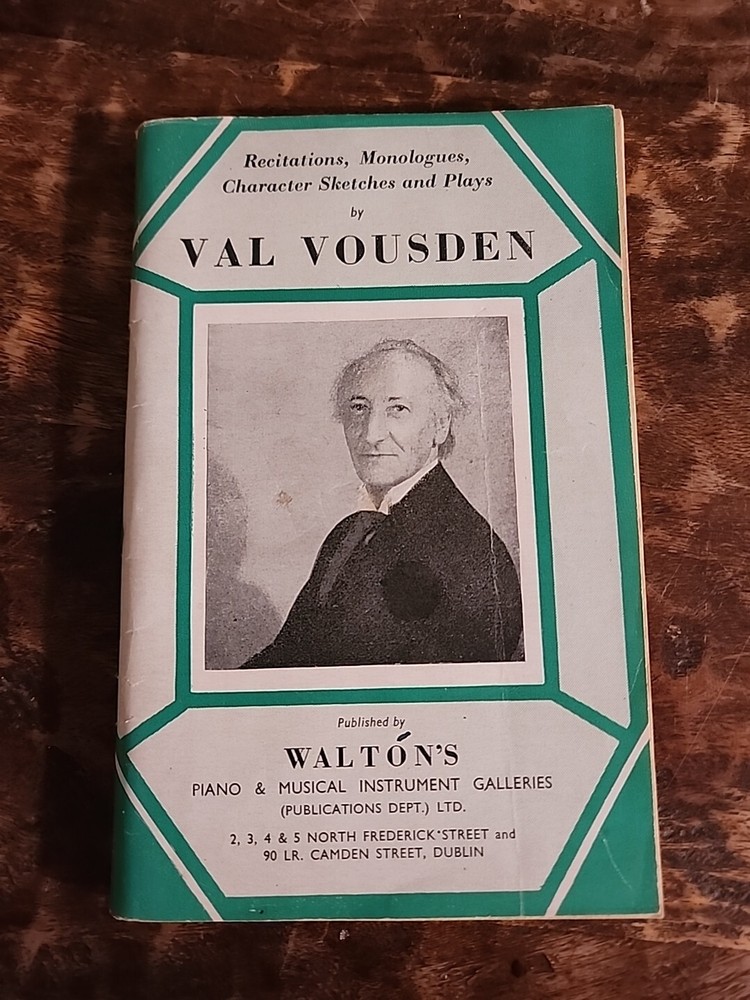 Recitations, Monologues,
Character Sketches and Plays
by
VAL VOUSDEN
Published by
WALTON'S
PIANO & MUSICAL INSTRUMENT GALLERIES
(PUBLICATIONS DEPT.) LTD.
2, 3, 4 & 5 NORTH FREDERICK STREET and
90 LR. CAMDEN STREET, DUBLIN